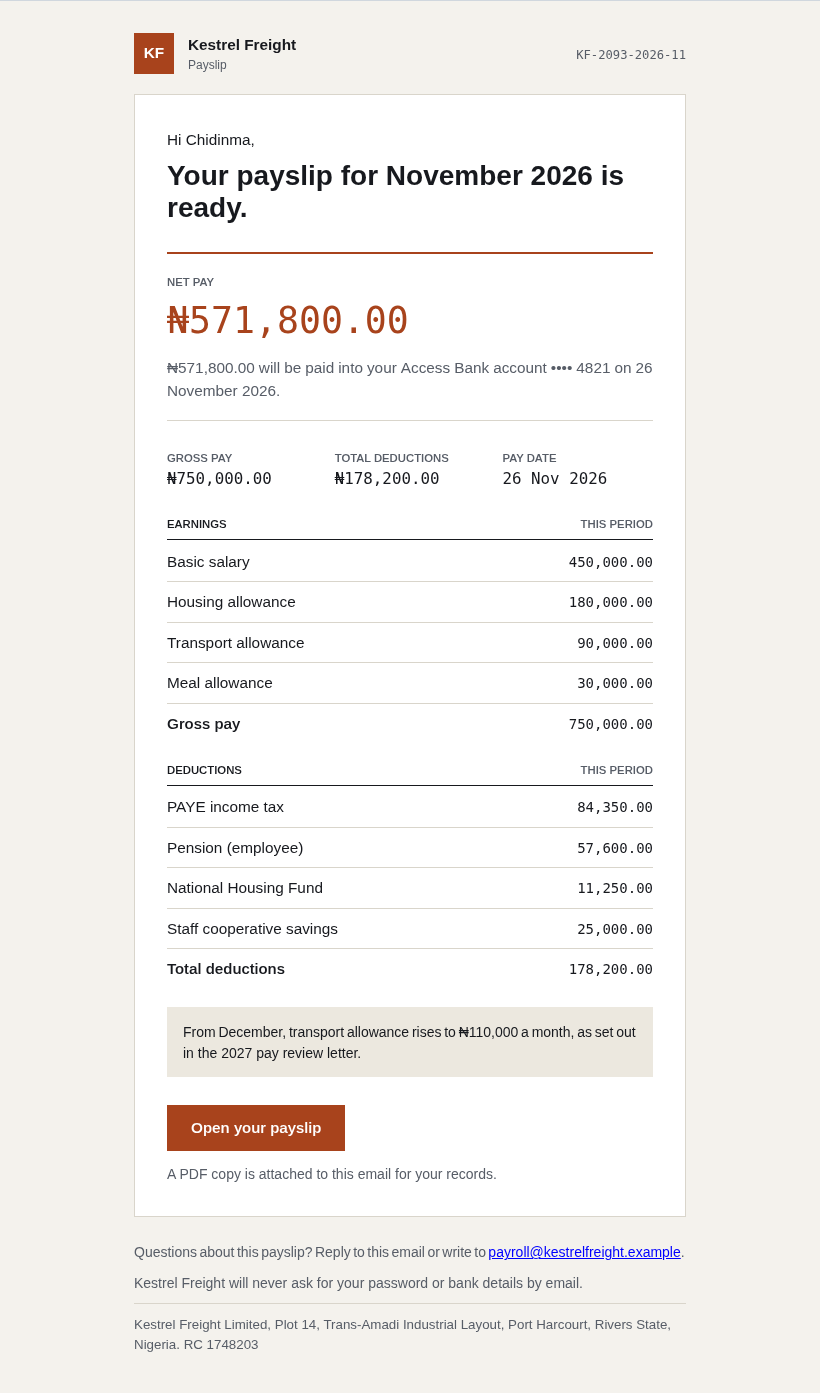 KF
Kestrel Freight
Payslip
KF-2093-2026-11
Hi Chidinma,
Your payslip for November 2026 is
ready.
NET PAY
₦571,800.00
₦571,800.00 will be paid into your Access Bank account •••• 4821 on 26
November 2026.
GROSS PAY TOTAL DEDUCTIONS PAY DATE
₦750,000.00 ₦178,200.00 26 Nov 2026
EARNINGS THIS PERIOD
Basic salary 450,000.00
Housing allowance 180,000.00
Transport allowance 90,000.00
Meal allowance 30,000.00
Gross pay 750,000.00
DEDUCTIONS THIS PERIOD
PAYE income tax 84,350.00
Pension (employee) 57,600.00
National Housing Fund 11,250.00
Staff cooperative savings 25,000.00
Total deductions 178,200.00
From December, transport allowance rises to ₦110,000 a month, as set out
in the 2027 pay review letter.
Open your payslip
A PDF copy is attached to this email for your records.
Questions about this payslip? Reply to this email or write to payroll@kestrelfreight.example.
Kestrel Freight will never ask for your password or bank details by email.
Kestrel Freight Limited, Plot 14, Trans-Amadi Industrial Layout, Port Harcourt, Rivers State,
Nigeria. RC 1748203